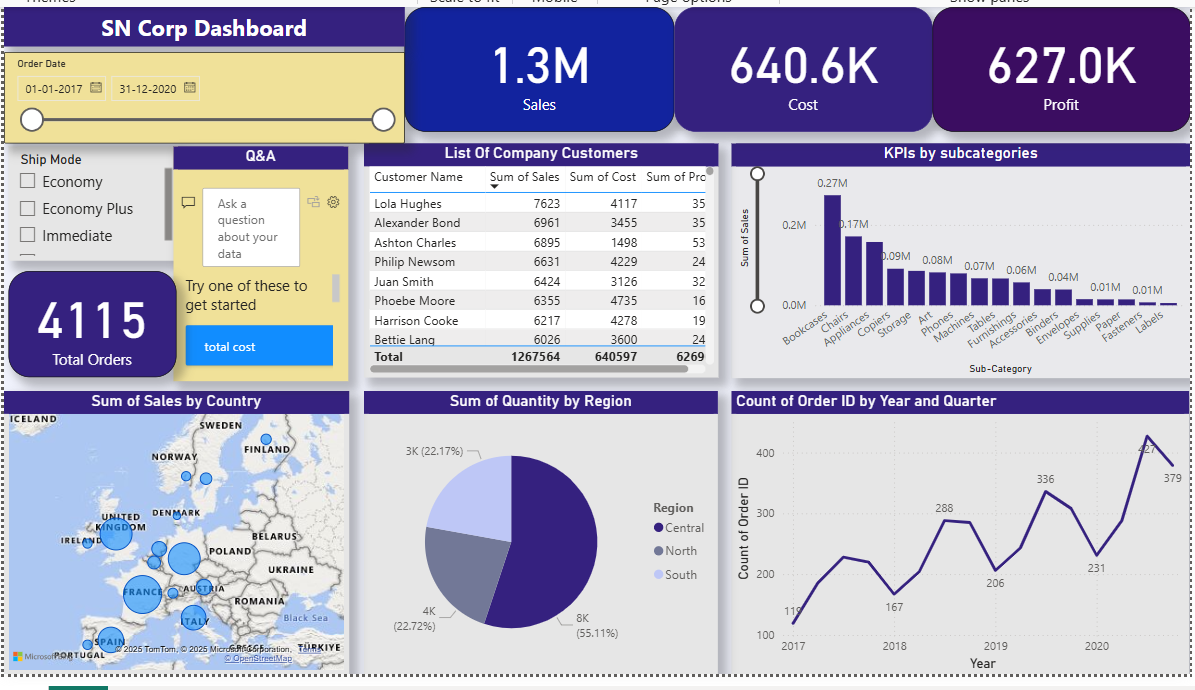 SN Corp Dashboard
Order Date
01-01-2017
31-12-2020
1.3M
Sales
640.6K
Cost
627.0K
Profit
Ship Mode
Economy
Economy Plus
Immediate
Q&A
Ask a
question
about your
data
Try one of these to
get started
total cost
4115
Total Orders
List Of Company Customers
Customer Name Sum of Sales Sum of Cost Sum of Pro
Lola Hughes 7623 4117 35
Alexander Bond 6961 3455 35
Ashton Charles 6895 1498 53
Philip Newsom 6631 4229 24
Juan Smith 6424 3126 32
Phoebe Moore 6355 4735 16
Harrison Cooke 6217 4278 19
Bettie Lang 6026 3600 24
Total 1267564 640597 6269
KPIs by subcategories
Sum of Sales
0.2M
0.0M
0.27M
0.17M
0.09M
0.08M
0.07M
0.06M
0.04M
0.01M
0.01M
Bookcases
Chairs
Appliances
Copiers
Storage
Art
Phones
Machines
Tables
Furnishings
Accessories
Binders
Envelopes
Supplies
Paper
Fasteners
Labels
Sub-Category
Sum of Sales by Country
ICELAND
SWEDEN
FINLAND
NORWAY
UNITED
KINGDOM
DENMARK
IRELAND
BELARUS
POLAND
UKRAINE
FRANCE
AUSTRIA
ROMANIA
ITALY
Black Sea
SPAIN
PORTUGAL
GREECE
TÜRKIYE
© 2025 TomTom, © 2025 Microsoft Corporation,
Terms
© OpenStreetMap
Sum of Quantity by Region
3K (22.17%)
4K
(22.72%)
8K
(55.11%)
Region
Central
North
South
Count of Order ID by Year and Quarter
Count of Order ID
400
300
200
100
119
167
288
206
336
231
427
379
2017
2018
2019
2020
Year